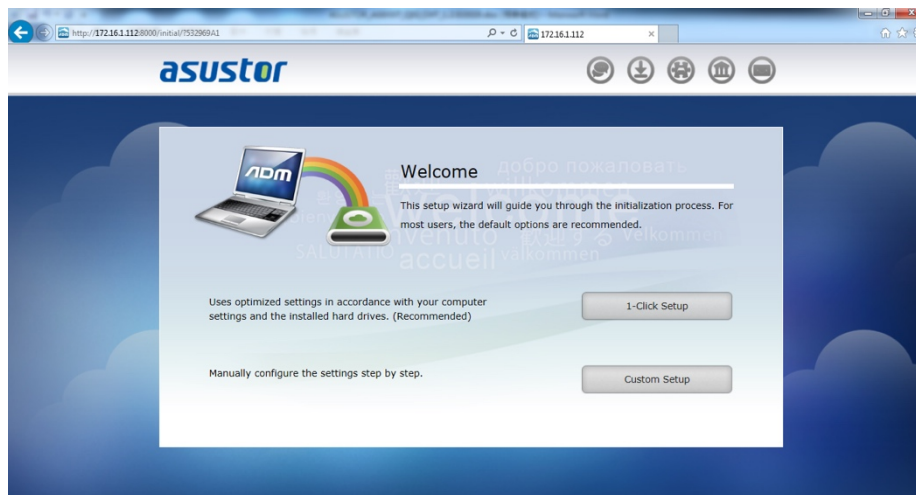 http://172.16.1.112:8000/initial/?532969A1
172.16.1.112
asustor
ADM
Welcome
добро пожаловать
This setup wizard will guide you through the initialization process. For
most users, the default options are recommended.
accueil
Välkommen
Uses optimized settings in accordance with your computer
settings and the installed hard drives. (Recommended)
1-Click Setup
Manually configure the settings step by step.
Custom Setup